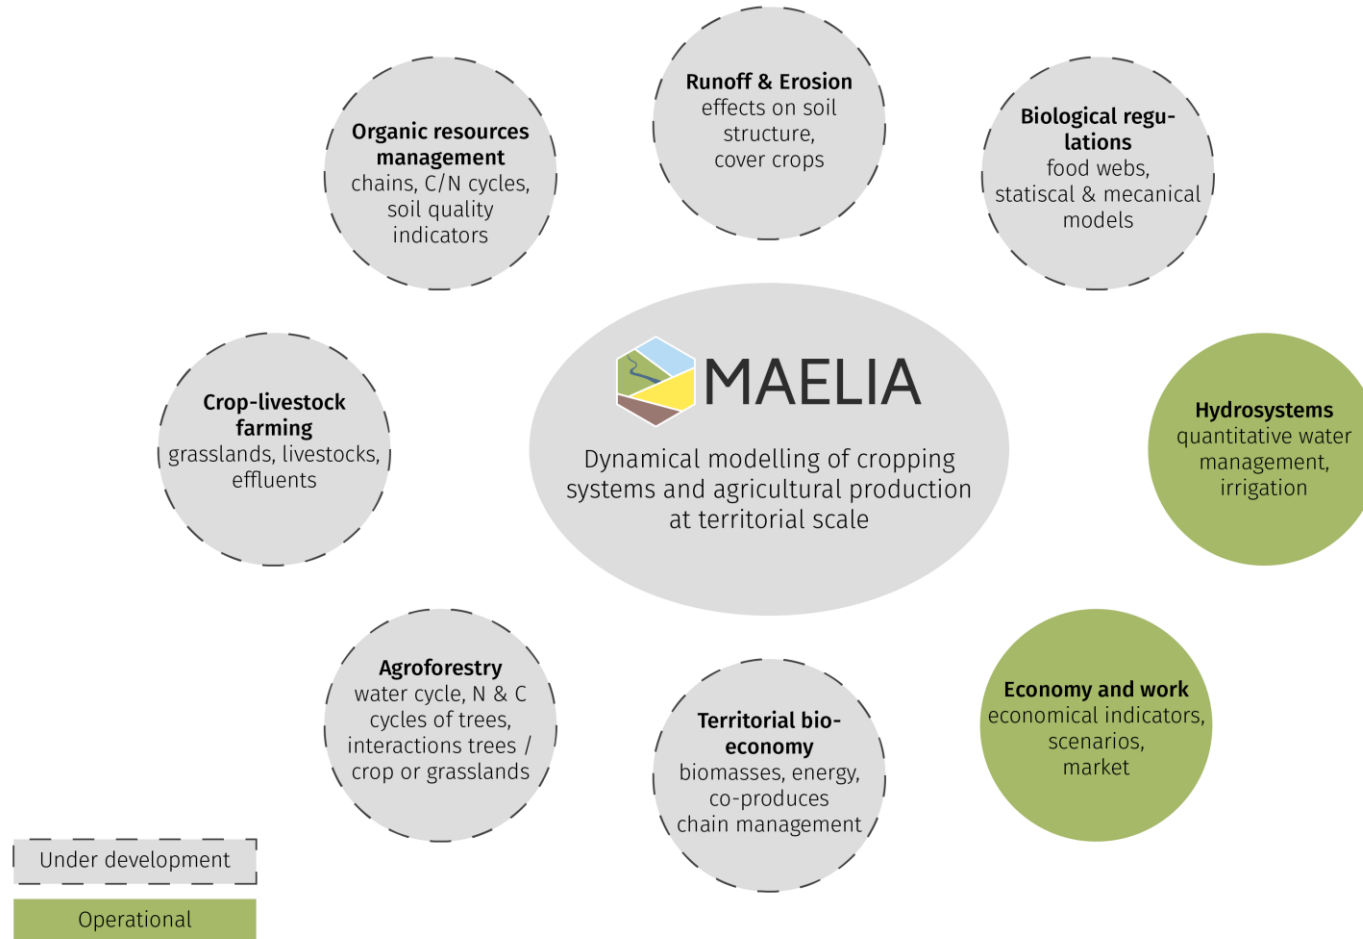 Runoff & Erosion
effects on soil
structure,
cover crops
Organic resources
management
chains, C/N cycles,
soil quality
indicators
Biological regu-
lations
food webs,
statiscal & mecanical
models
MAELIA
Dynamical modelling of cropping
systems and agricultural production
at territorial scale
Crop-livestock
farming
grasslands, livestocks,
effluents
Hydrosystems
quantitative water
management,
irrigation
Agroforestry
water cycle, N & C
cycles of trees,
interactions trees /
crop or grasslands
Territorial bio-
economy
biomasses, energy,
co-produces
chain management
Economy and work
economical indicators,
scenarios,
market
Under development
Operational